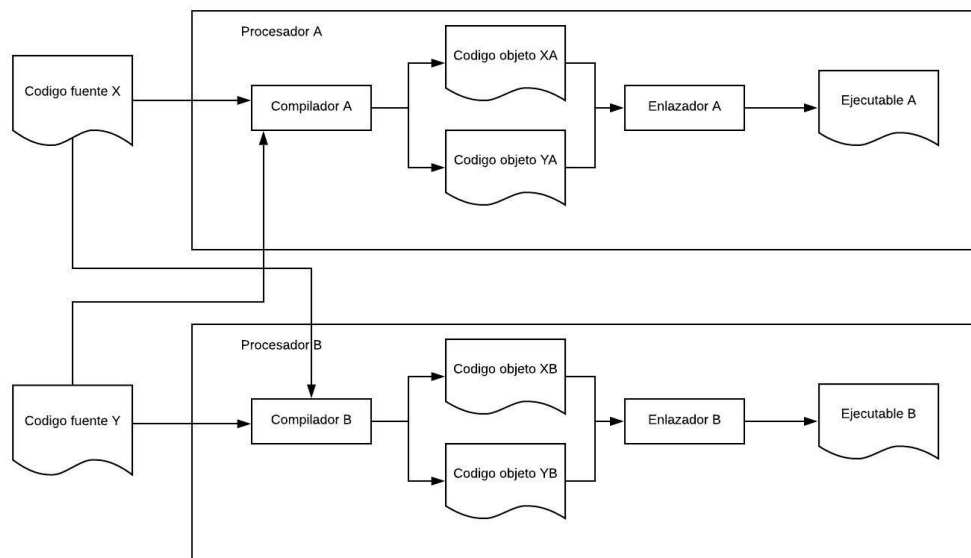 Procesador A
Codigo fuente X
Compilador A
Codigo objeto XA
Codigo objeto YA
Enlazador A
Ejecutable A
Procesador B
Codigo fuente Y
Compilador B
Codigo objeto XB
Codigo objeto YB
Enlazador B
Ejecutable B